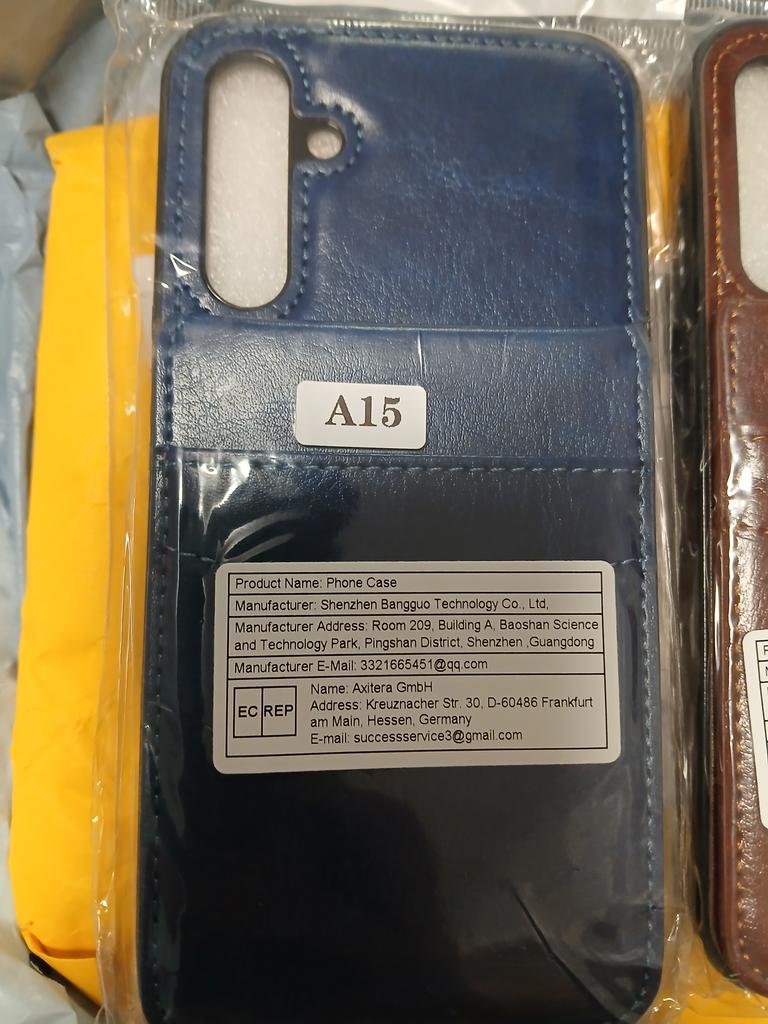 A15
Product Name: Phone Case
Manufacturer: Shenzhen Bangguo Technology Co., Ltd,
Manufacturer Address: Room 209, Building A, Baoshan Science
and Technology Park, Pingshan District, Shenzhen ,Guangdong
Manufacturer E-Mail: 3321665451@qq.com
EC REP
Name: Axitera GmbH
Address: Kreuznacher Str. 30, D-60486 Frankfurt
am Main, Hessen, Germany
E-mail: successservice3@gmail.com